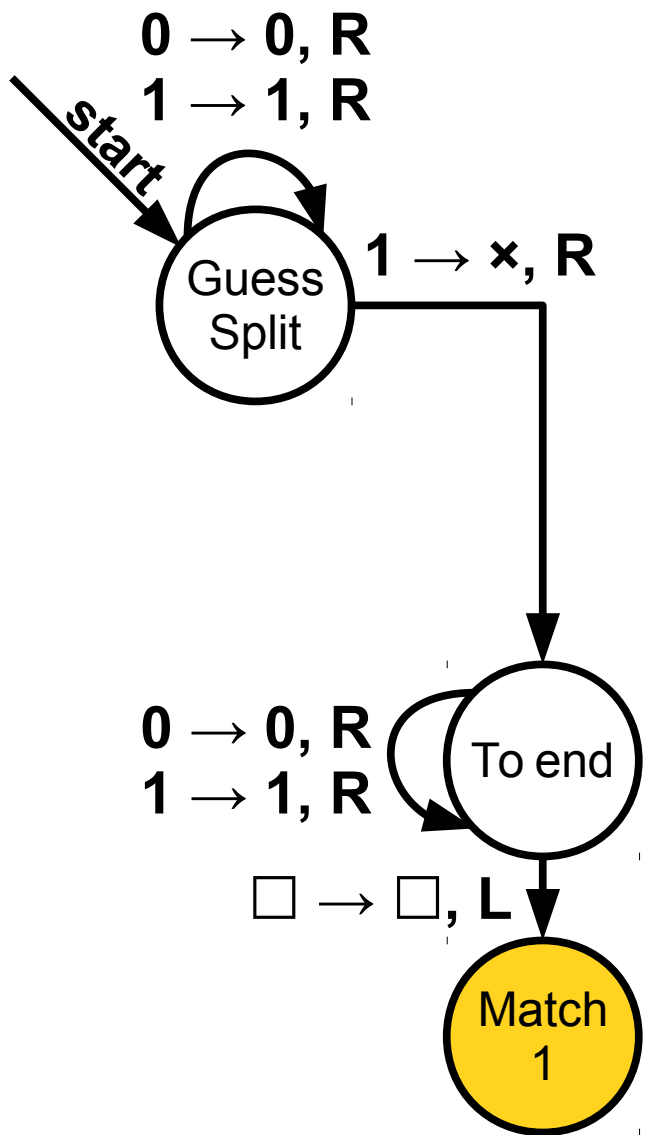 0 → 0, R
1 → 1, R
start
Guess
Split
1 → ×, R
0 → 0, R
1 → 1, R
To end
□ → □, L
Match
1